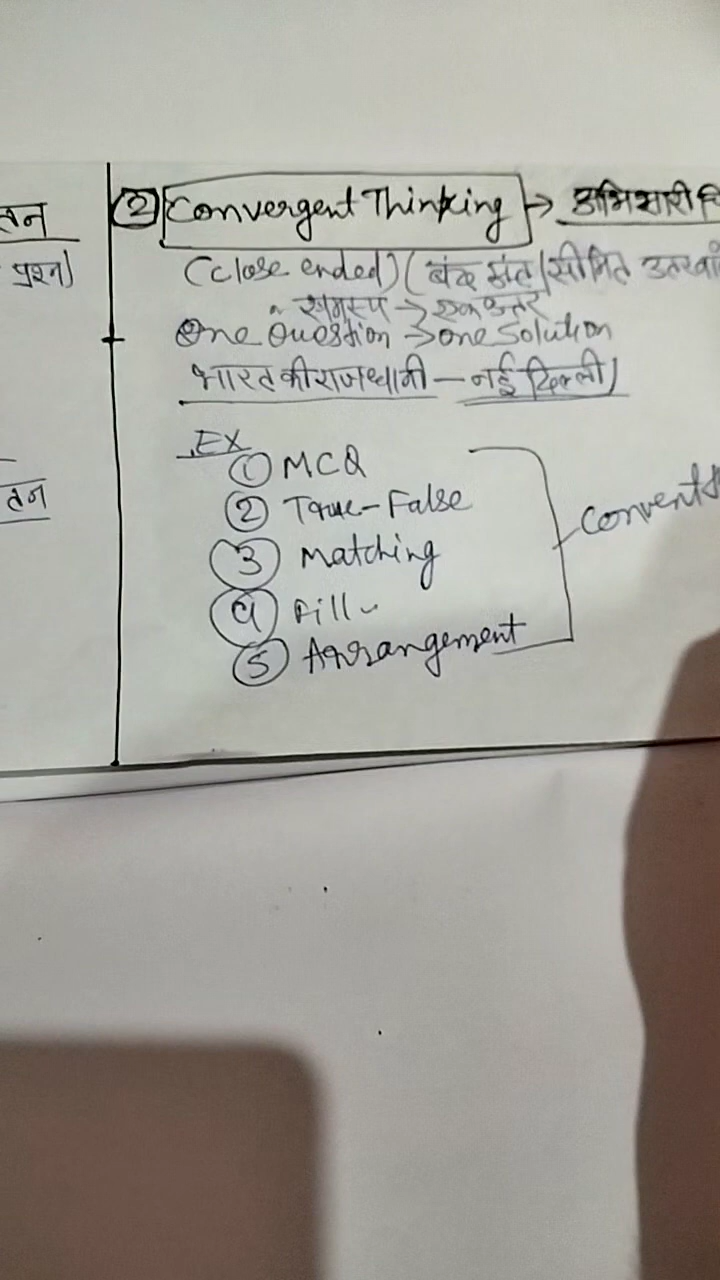 तन
प्रश्न)
तन
② Convergent Thinking → अभिसारी चि
(close ended) (बंद अंत/सीमित उत्तरवा
समस्या → एक उत्तर
One Question → one solution
भारत की राजधानी – नई दिल्ली)
Ex
① MCQ
② True-False
③ Matching
④ Fill
⑤ Arrangement
Convent